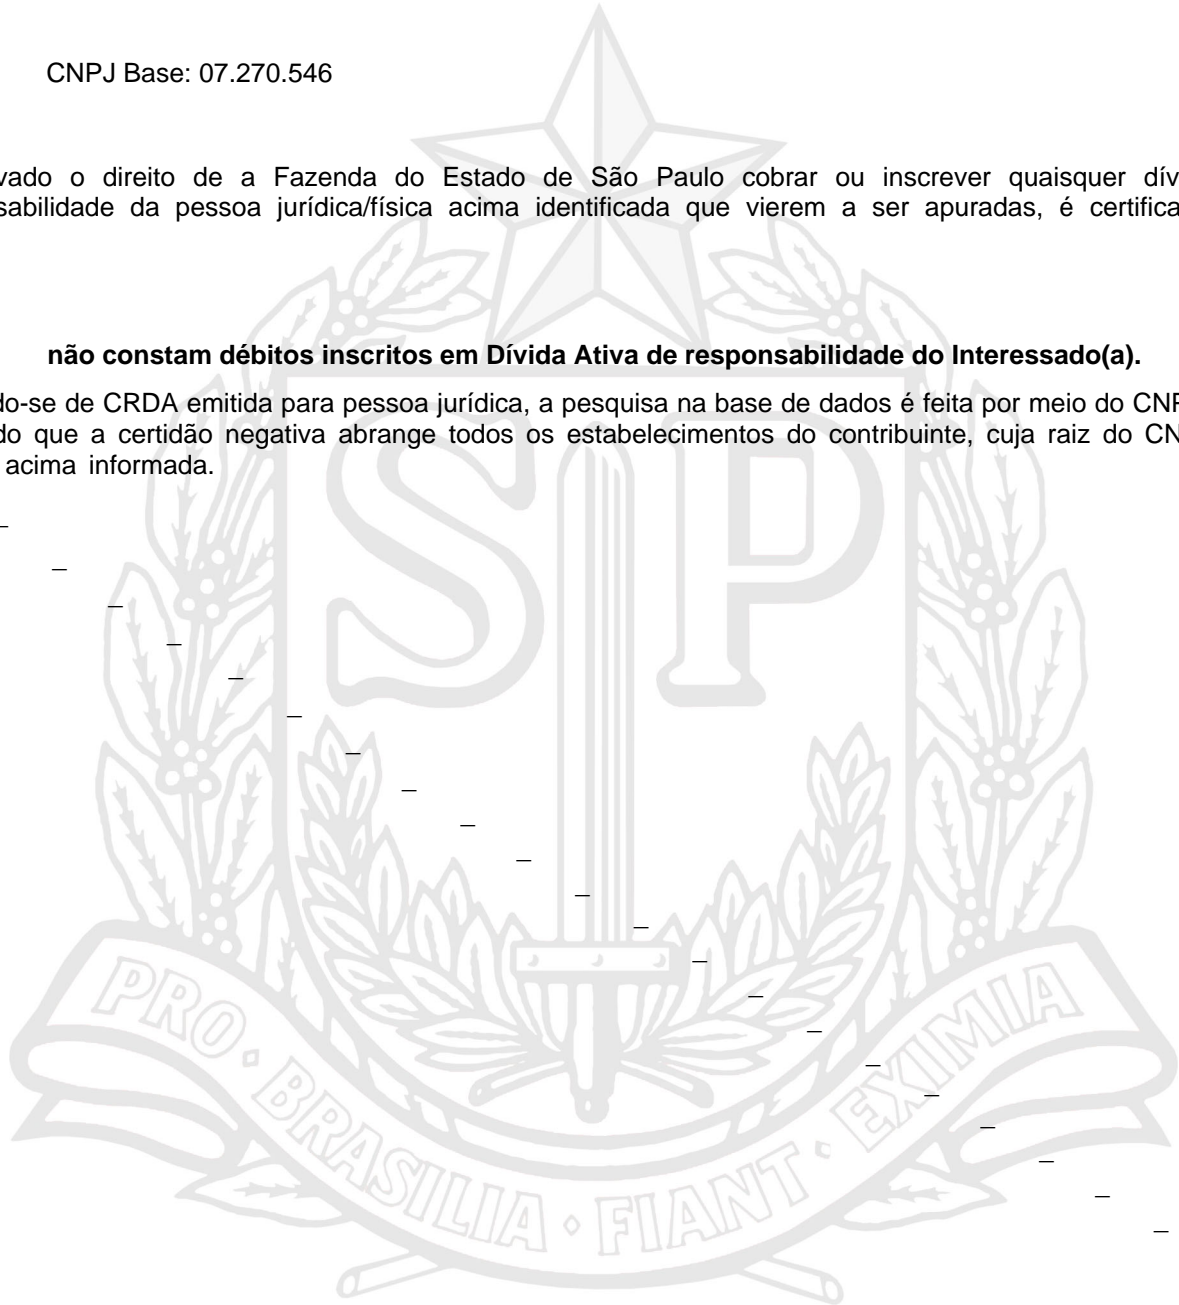 CNPJ Base: 07.270.546
vado o direito de a Fazenda do Estado de São Paulo cobrar ou inscrever quaisquer dív
sabilidade da pessoa jurídica/física acima identificada que vierem a ser apuradas, é certifica
não constam débitos inscritos em Dívida Ativa de responsabilidade do Interessado(a).
do-se de CRDA emitida para pessoa jurídica, a pesquisa na base de dados é feita por meio do CNP
do que a certidão negativa abrange todos os estabelecimentos do contribuinte, cuja raiz do CN
acima informada.
SP
PRO · BRASILIA · FIANT · EXIMIA